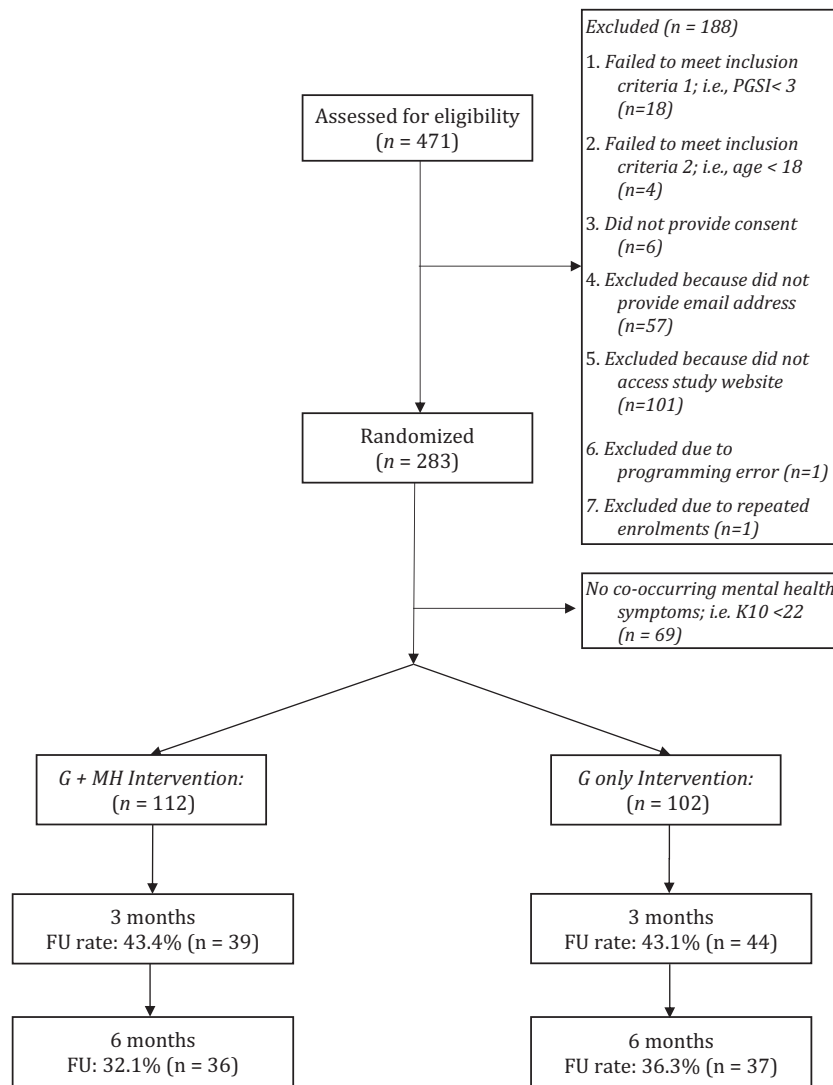 Assessed for eligibility
(n = 471)
Excluded (n = 188)
1. Failed to meet inclusion
criteria 1; i.e., PGSI< 3
(n=18)
2. Failed to meet inclusion
criteria 2; i.e., age < 18
(n=4)
3. Did not provide consent
(n=6)
4. Excluded because did not
provide email address
(n=57)
5. Excluded because did not
access study website
(n=101)
6. Excluded due to
programming error (n=1)
7. Excluded due to repeated
enrolments (n=1)
Randomized
(n = 283)
No co-occurring mental health
symptoms; i.e. K10 <22
(n = 69)
G + MH Intervention:
(n = 112)
G only Intervention:
(n = 102)
3 months
FU rate: 43.4% (n = 39)
3 months
FU rate: 43.1% (n = 44)
6 months
FU: 32.1% (n = 36)
6 months
FU rate: 36.3% (n = 37)